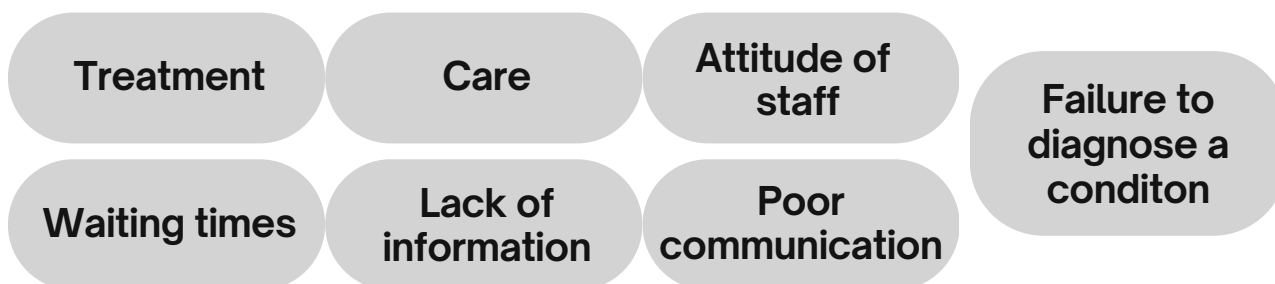 Treatment
Care
Attitude of
staff
Failure to
diagnose a
conditon
Waiting times
Lack of
information
Poor
communication